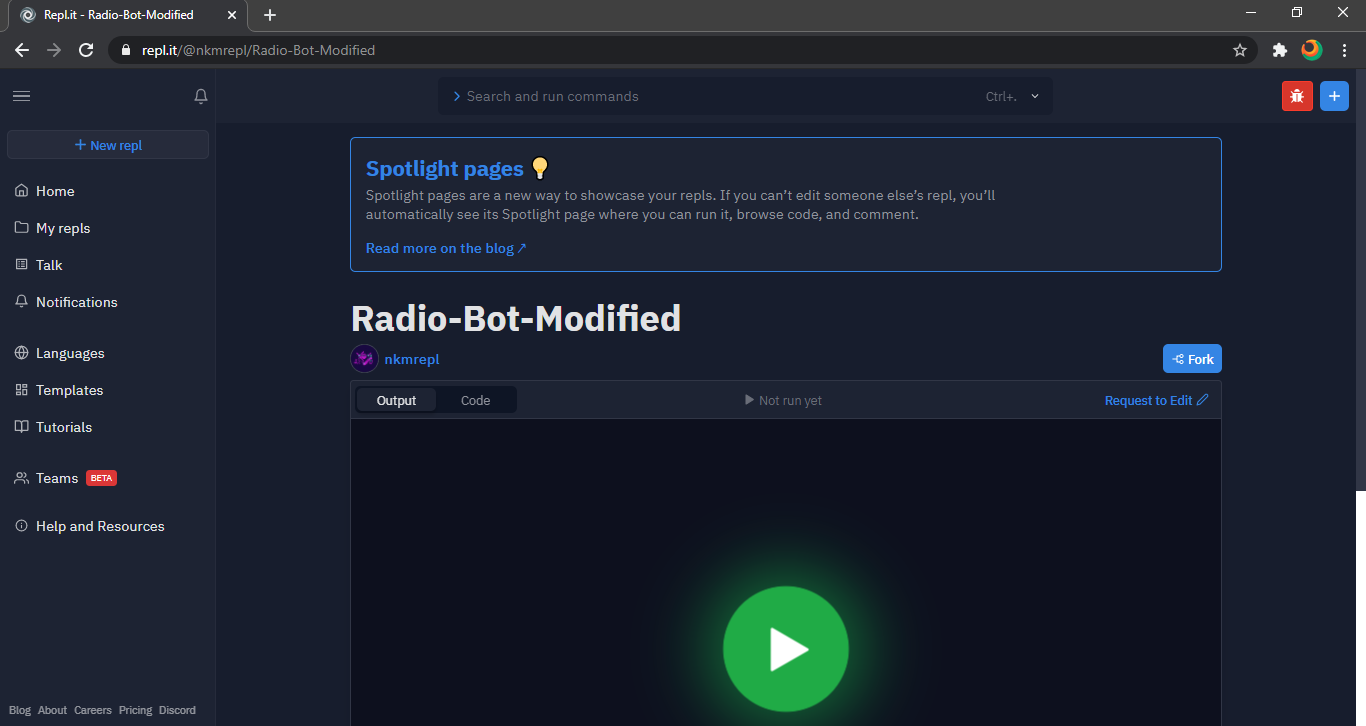 Repl.it - Radio-Bot-Modified
repl.it/@nkmrepl/Radio-Bot-Modified
Search and run commands Ctrl+.
New repl
Home
My repls
Talk
Notifications
Languages
Templates
Tutorials
Teams BETA
Help and Resources
Blog About Careers Pricing Discord
Spotlight pages
Spotlight pages are a new way to showcase your repls. If you can’t edit someone else’s repl, you’ll
automatically see its Spotlight page where you can run it, browse code, and comment.
Read more on the blog
Radio-Bot-Modified
nkmrepl
Fork
Output Code Not run yet Request to Edit